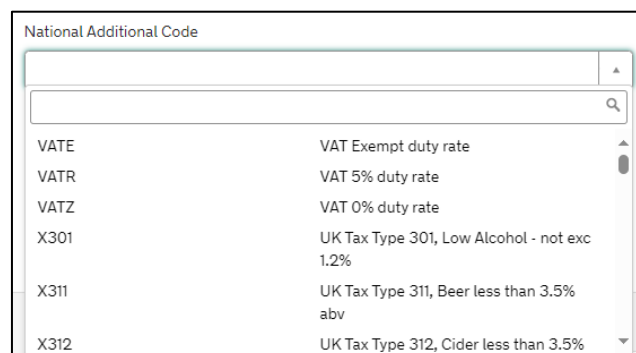 National Additional Code
VATE VAT Exempt duty rate
VATR VAT 5% duty rate
VATZ VAT 0% duty rate
X301 UK Tax Type 301, Low Alcohol - not exc
1.2%
X311 UK Tax Type 311, Beer less than 3.5%
abv
X312 UK Tax Type 312, Cider less than 3.5%